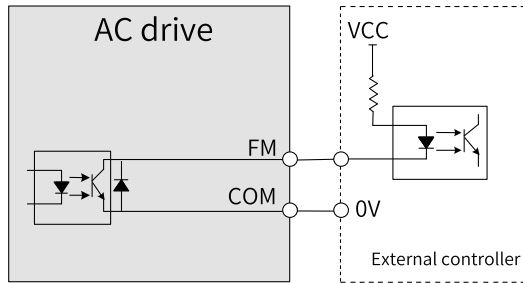 AC drive
VCC
FM
COM
0V
External controller